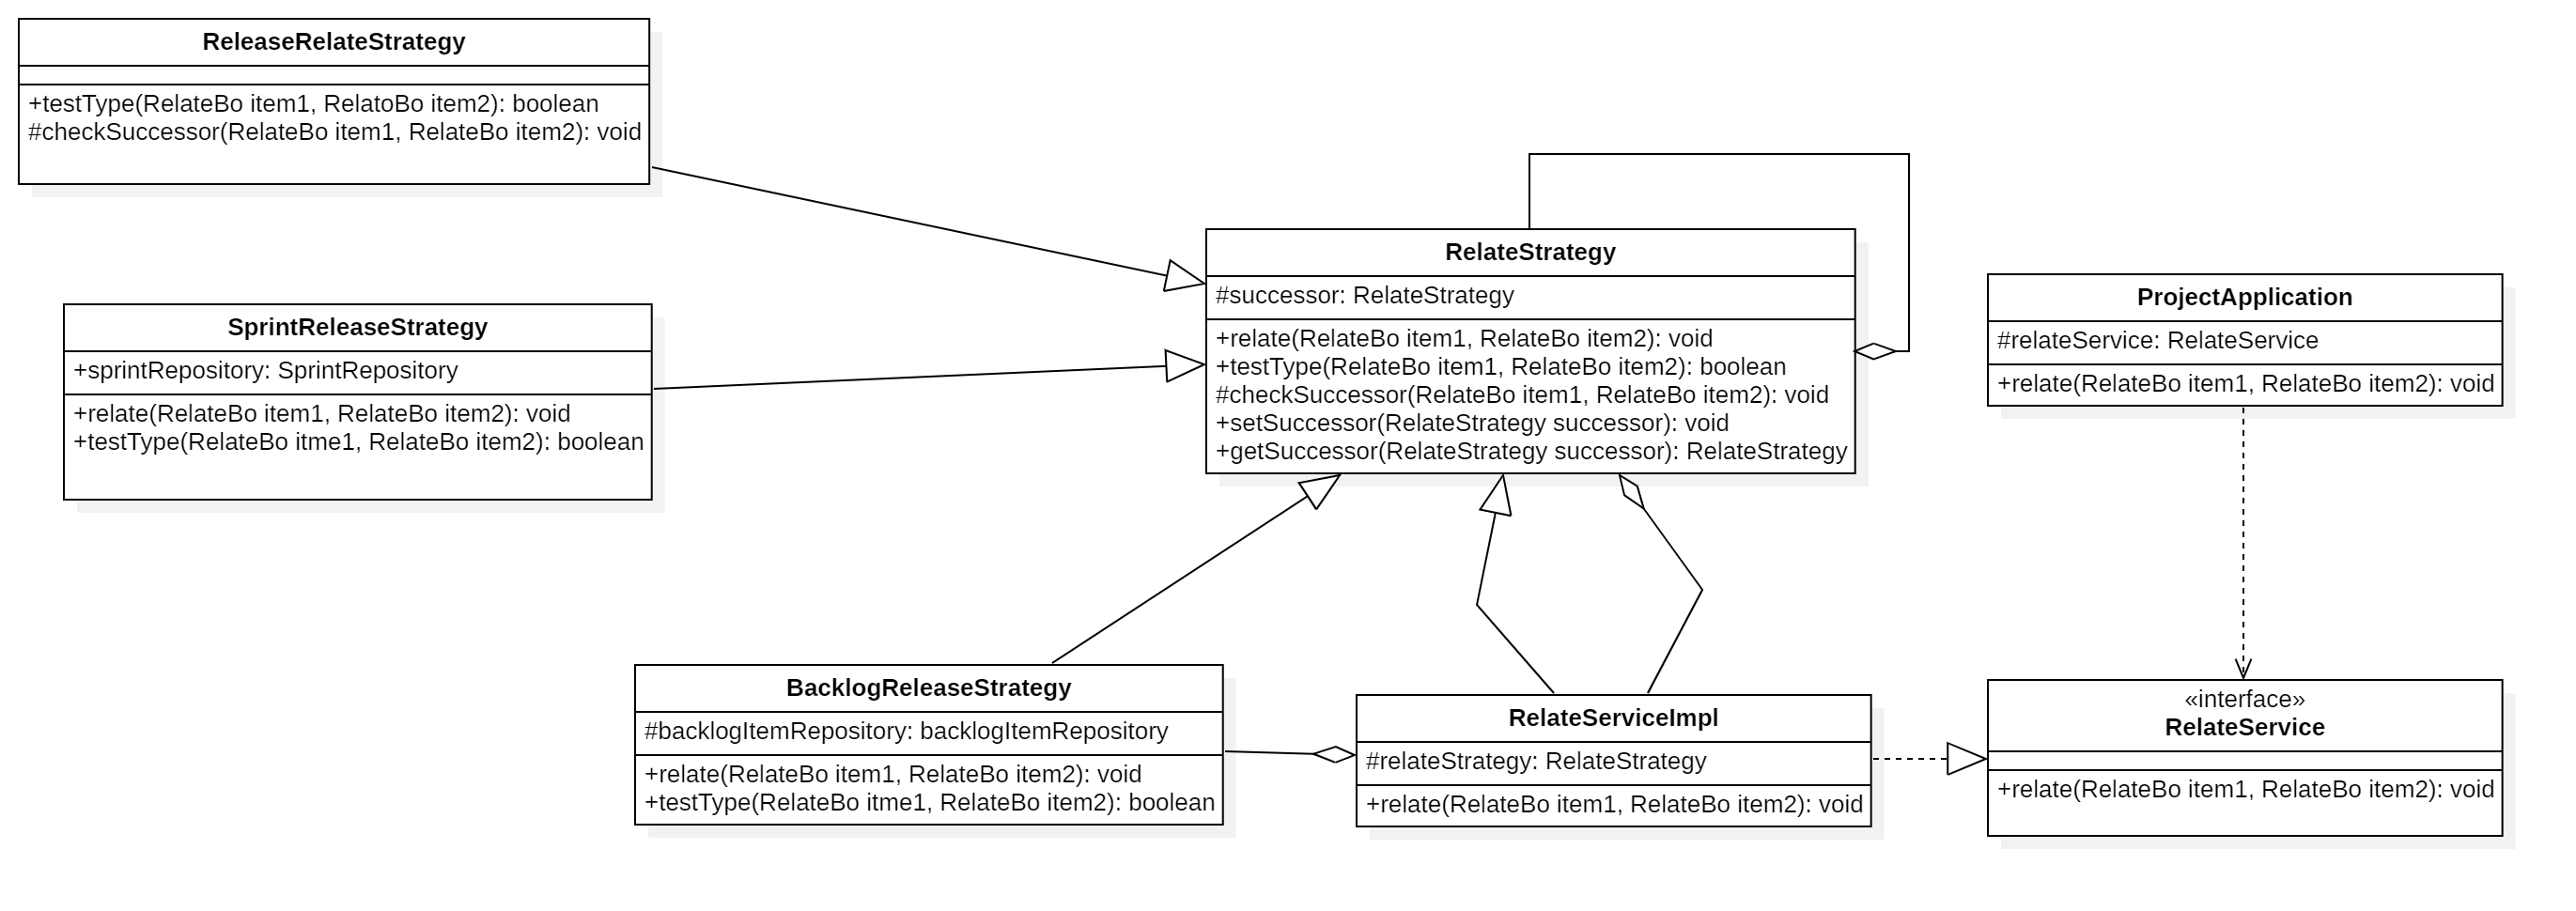 ReleaseRelateStrategy
+testType(RelateBo item1, RelatoBo item2): boolean
#checkSuccessor(RelateBo item1, RelateBo item2): void
SprintReleaseStrategy
+sprintRepository: SprintRepository
+relate(RelateBo item1, RelateBo item2): void
+testType(RelateBo itme1, RelateBo item2): boolean
RelateStrategy
#successor: RelateStrategy
+relate(RelateBo item1, RelateBo item2): void
+testType(RelateBo item1, RelateBo item2): boolean
#checkSuccessor(RelateBo item1, RelateBo item2): void
+setSuccessor(RelateStrategy successor): void
+getSuccessor(RelateStrategy successor): RelateStrategy
ProjectApplication
#relateService: RelateService
+relate(RelateBo item1, RelateBo item2): void
BacklogReleaseStrategy
#backlogItemRepository: backlogItemRepository
+relate(RelateBo item1, RelateBo item2): void
+testType(RelateBo itme1, RelateBo item2): boolean
RelateServiceImpl
#relateStrategy: RelateStrategy
+relate(RelateBo item1, RelateBo item2): void
«interface»
RelateService
+relate(RelateBo item1, RelateBo item2): void